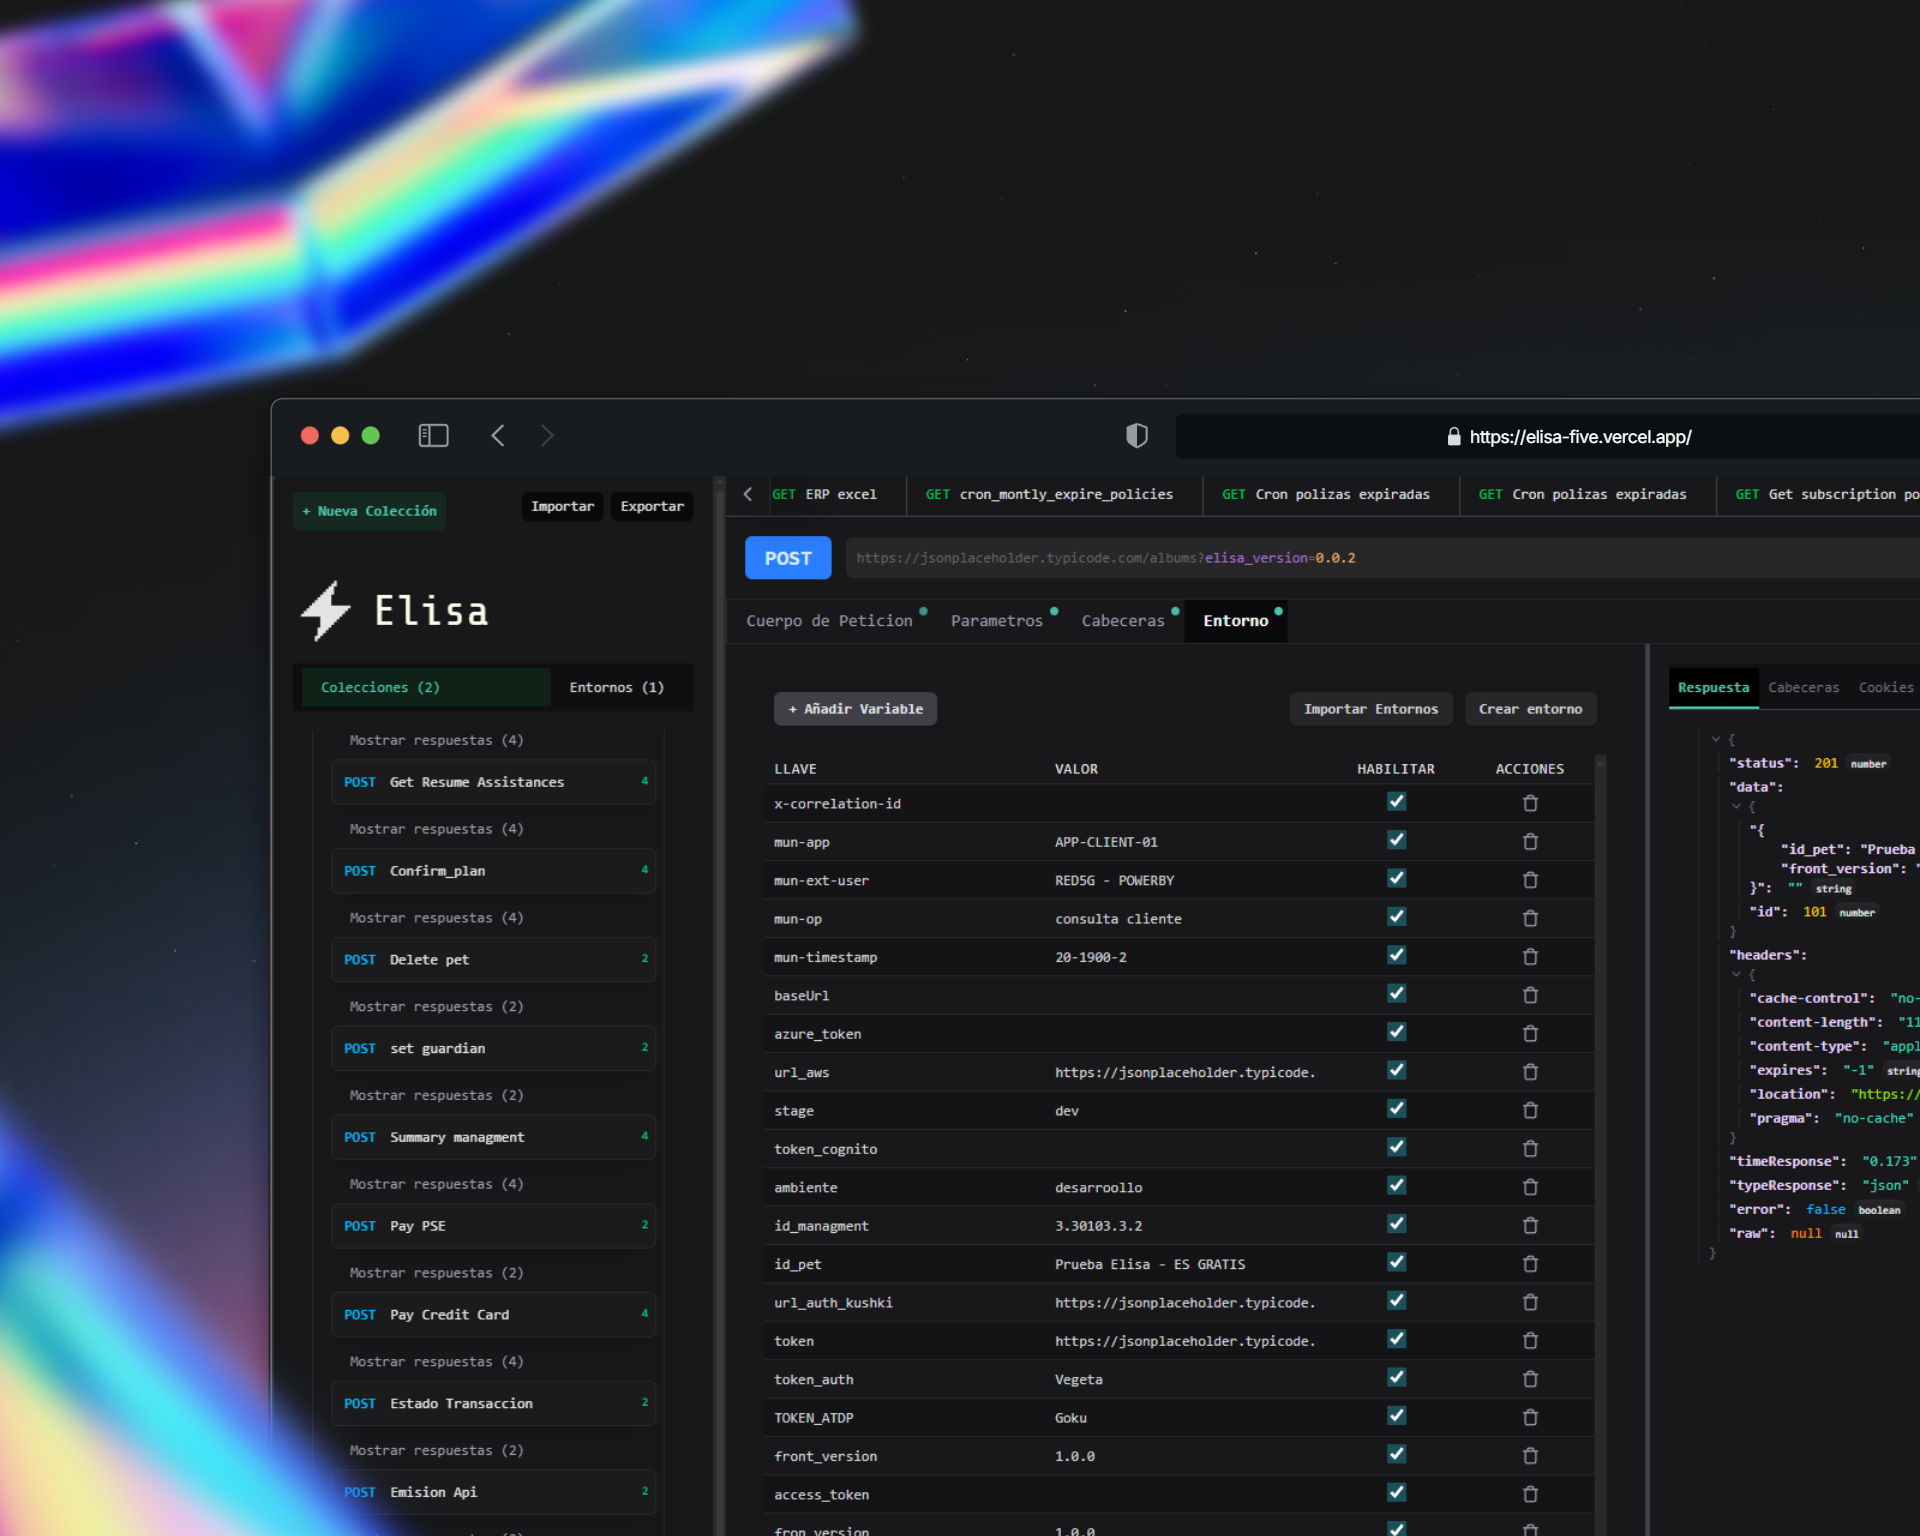 https://elisa-five.vercel.app/
+ Nueva Colección
Importar
Exportar
Elisa
Colecciones (2)
Entornos (1)
Mostrar respuestas (4)
POST Get Resume Assistances 4
Mostrar respuestas (4)
POST Confirm_plan 4
Mostrar respuestas (4)
POST Delete pet 2
Mostrar respuestas (2)
POST set guardian 2
Mostrar respuestas (2)
POST Summary managment 4
Mostrar respuestas (4)
POST Pay PSE 2
Mostrar respuestas (2)
POST Pay Credit Card 4
Mostrar respuestas (4)
POST Estado Transaccion 2
Mostrar respuestas (2)
POST Emision Api 2
GET ERP excel
GET cron_montly_expire_policies
GET Cron polizas expiradas
GET Cron polizas expiradas
GET Get subscription po
POST
https://jsonplaceholder.typicode.com/albums?elisa_version=0.0.2
Cuerpo de Peticion
Parametros
Cabeceras
Entorno
+ Añadir Variable
Importar Entornos
Crear entorno
LLAVE VALOR HABILITAR ACCIONES
x-correlation-id
mun-app APP-CLIENT-01
mun-ext-user RED5G - POWERBY
mun-op consulta cliente
mun-timestamp 20-1900-2
baseUrl
azure_token
url_aws https://jsonplaceholder.typicode.
stage dev
token_cognito
ambiente desarroollo
id_managment 3.30103.3.2
id_pet Prueba Elisa - ES GRATIS
url_auth_kushki https://jsonplaceholder.typicode.
token https://jsonplaceholder.typicode.
token_auth Vegeta
TOKEN_ATDP Goku
front_version 1.0.0
access_token
fron_version 1.0.0
Respuesta
Cabeceras
Cookies
{
"status": 201 number
"data":
{
"{
"id_pet": "Prueba
"front_version": "
}": "" string
"id": 101 number
}
"headers":
{
"cache-control": "no-
"content-length": "11
"content-type": "appl
"expires": "-1" string
"location": "https://
"pragma": "no-cache"
}
"timeResponse": "0.173"
"typeResponse": "json"
"error": false boolean
"raw": null null
}